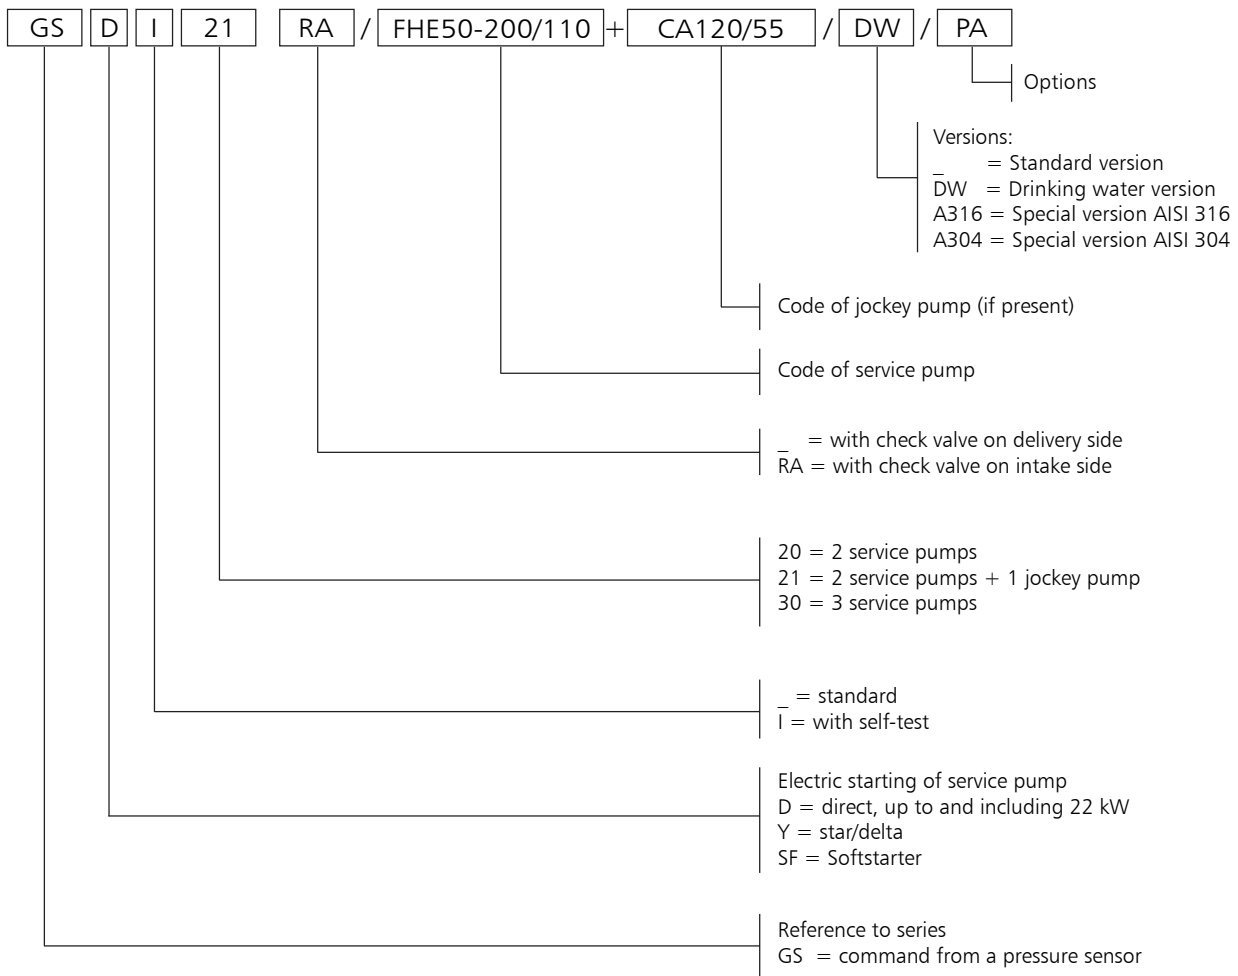 GS D I 21 RA / FHE50-200/110 + CA120/55 / DW / PA
Options
Versions:
_ = Standard version
DW = Drinking water version
A316 = Special version AISI 316
A304 = Special version AISI 304
Code of jockey pump (if present)
Code of service pump
_ = with check valve on delivery side
RA = with check valve on intake side
20 = 2 service pumps
21 = 2 service pumps + 1 jockey pump
30 = 3 service pumps
_ = standard
I = with self-test
Electric starting of service pump
D = direct, up to and including 22 kW
Y = star/delta
SF = Softstarter
Reference to series
GS = command from a pressure sensor